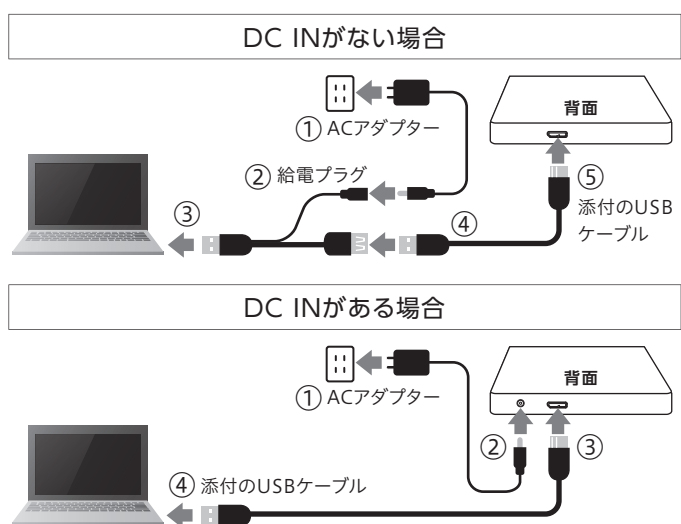 DC INがない場合
① ACアダプター
背面
② 給電プラグ
③
④
⑤
添付のUSB
ケーブル
DC INがある場合
① ACアダプター
背面
②
③
④ 添付のUSBケーブル